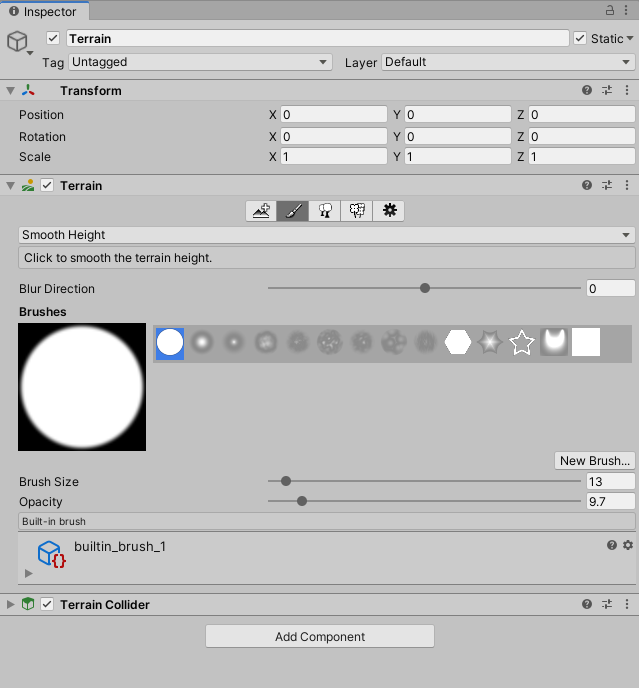 Inspector
Terrain Static
Tag Untagged Layer Default
Transform
Position X 0 Y 0 Z 0
Rotation X 0 Y 0 Z 0
Scale X 1 Y 1 Z 1
Terrain
Smooth Height
Click to smooth the terrain height.
Blur Direction 0
Brushes
New Brush...
Brush Size 13
Opacity 9.7
Built-in brush
builtin_brush_1
Terrain Collider
Add Component